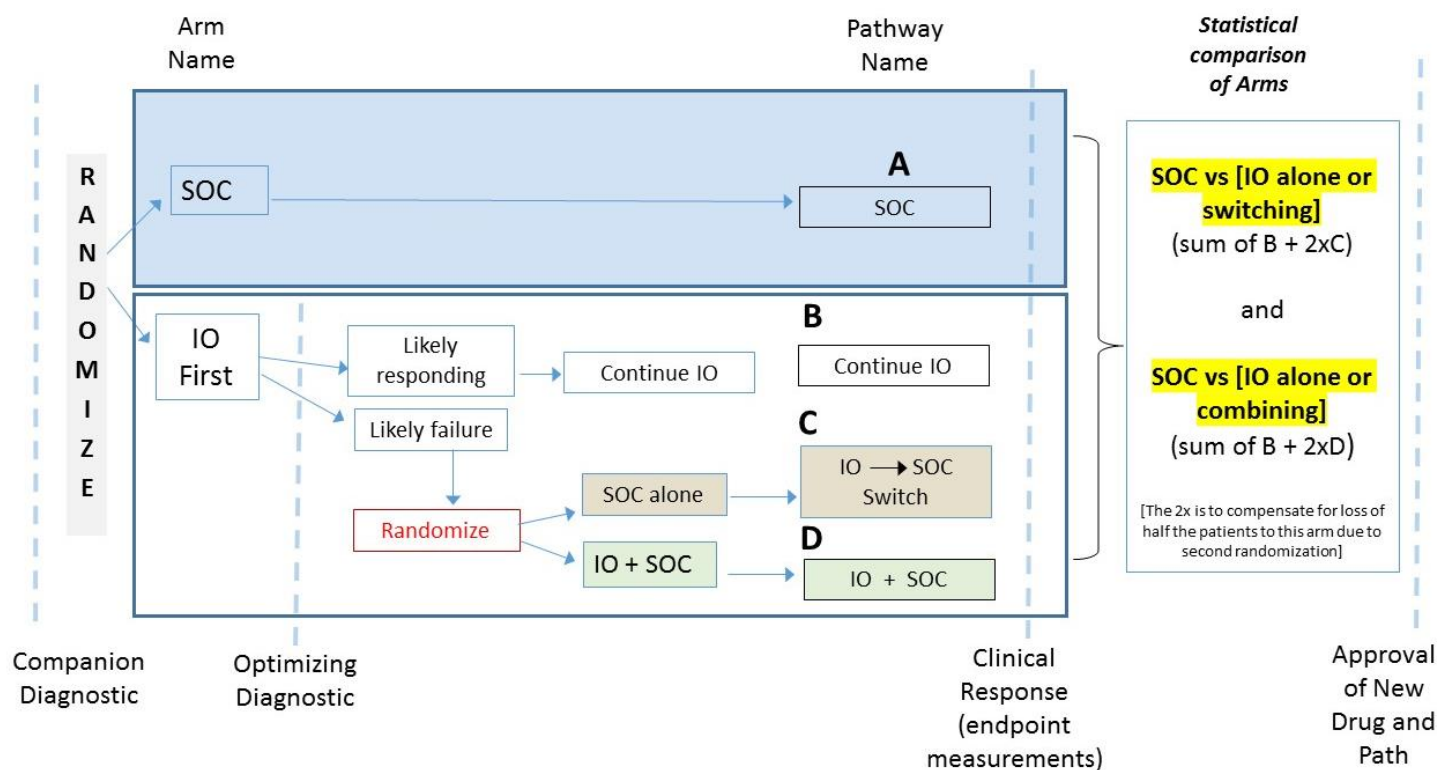 Arm
Name
Pathway
Name
Statistical
comparison
of Arms
R
A
N
D
O
M
I
Z
E
SOC
A
SOC
IO
First
Likely
responding
Continue IO
B
Continue IO
Likely failure
Randomize
SOC alone
C
IO → SOC
Switch
IO + SOC
D
IO + SOC
SOC vs [IO alone or
switching]
(sum of B + 2xC)
and
SOC vs [IO alone or
combining]
(sum of B + 2xD)
[The 2x is to compensate for loss of
half the patients to this arm due to
second randomization]
Companion
Diagnostic
Optimizing
Diagnostic
Clinical
Response
(endpoint
measurements)
Approval
of New
Drug and
Path